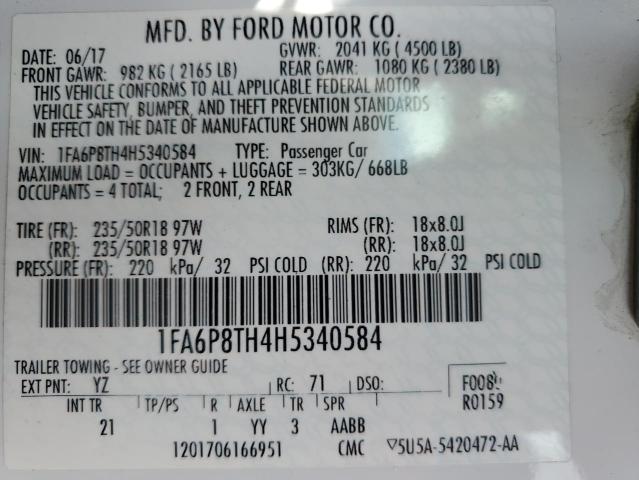 MFD. BY FORD MOTOR CO.
DATE: 06/17 GVWR: 2041 KG ( 4500 LB)
FRONT GAWR: 982 KG ( 2165 LB) REAR GAWR: 1080 KG ( 2380 LB)
THIS VEHICLE CONFORMS TO ALL APPLICABLE FEDERAL MOTOR
VEHICLE SAFETY, BUMPER, AND THEFT PREVENTION STANDARDS
IN EFFECT ON THE DATE OF MANUFACTURE SHOWN ABOVE.
VIN: 1FA6P8TH4H5340584 TYPE: Passenger Car
MAXIMUM LOAD = OCCUPANTS + LUGGAGE = 303KG/ 668LB
OCCUPANTS = 4 TOTAL; 2 FRONT, 2 REAR
TIRE (FR): 235/50R18 97W RIMS (FR): 18x8.0J
(RR): 235/50R18 97W (RR): 18x8.0J
PRESSURE (FR): 220 kPa/ 32 PSI COLD (RR): 220 kPa/ 32 PSI COLD
1FA6P8TH4H5340584
TRAILER TOWING - SEE OWNER GUIDE
EXT PNT: YZ RC: 71 DSO:
INT TR TP/PS R AXLE TR SPR
21 1 YY 3 AABB
R0159
1201706166951 CMC ▽5U5A-5420472-AA